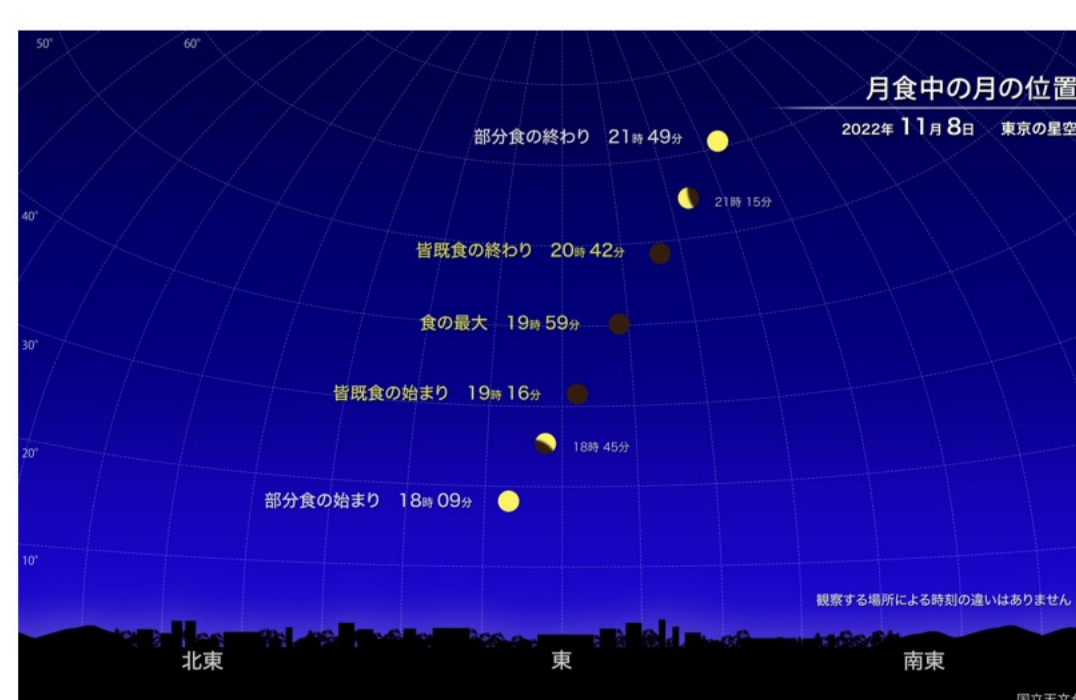 50° 60°
月食中の月の位置
2022年 11月 8日 東京の星空
部分食の終わり 21時 49分
21時 15分
40°
皆既食の終わり 20時 42分
食の最大 19時 59分
30°
皆既食の始まり 19時 16分
18時 45分
20°
部分食の始まり 18時 09分
10°
観察する場所による時刻の違いはありません
北東 東 南東
国立天文